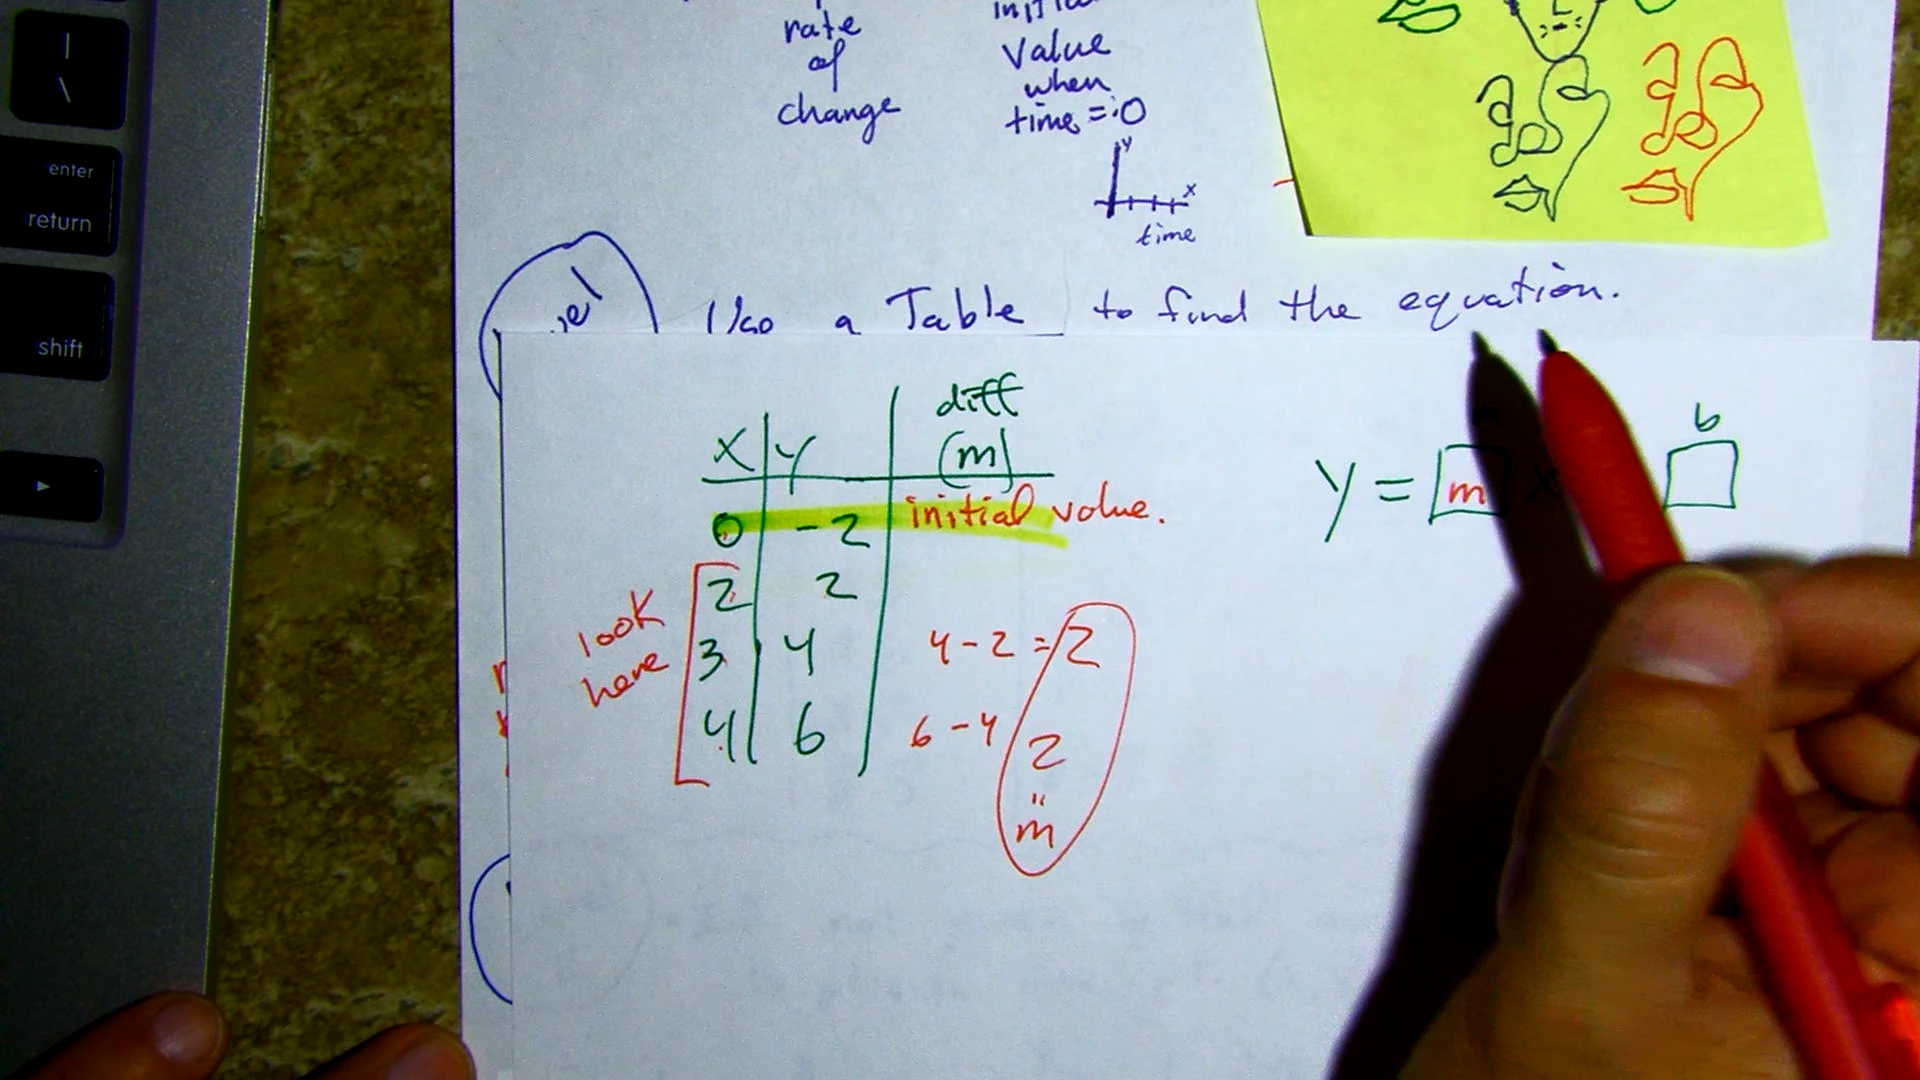 |
\
enter
return
shift
rate
of
change
value
when
time = 0
y
x
time
Use a Table to find the equation.
diff
x y (m)
0 -2 initial value.
2 2
3 4 4-2 = 2
4 6 6-4 2
"
m
look
here
b
y = m x